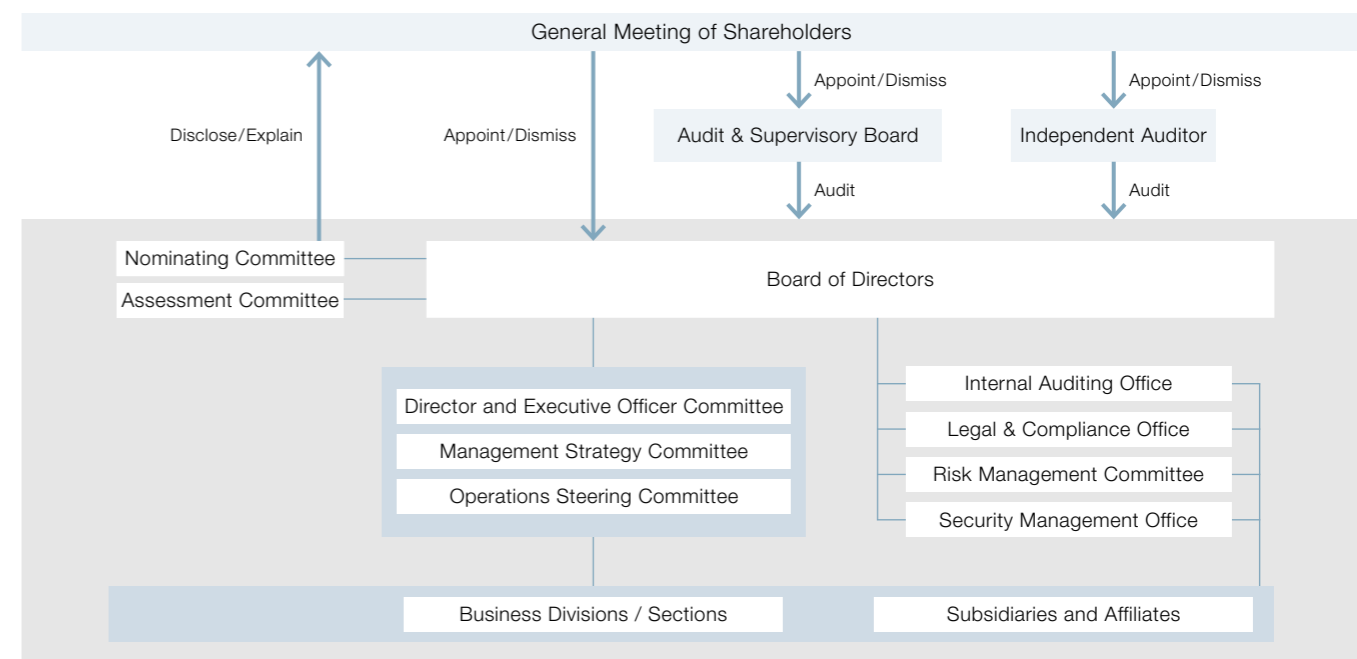 General Meeting of Shareholders
Appoint/Dismiss
Appoint/Dismiss
Disclose/Explain
Appoint/Dismiss
Audit & Supervisory Board
Independent Auditor
Audit
Audit
Nominating Committee
Assessment Committee
Board of Directors
Director and Executive Officer Committee
Management Strategy Committee
Operations Steering Committee
Internal Auditing Office
Legal & Compliance Office
Risk Management Committee
Security Management Office
Business Divisions / Sections
Subsidiaries and Affiliates